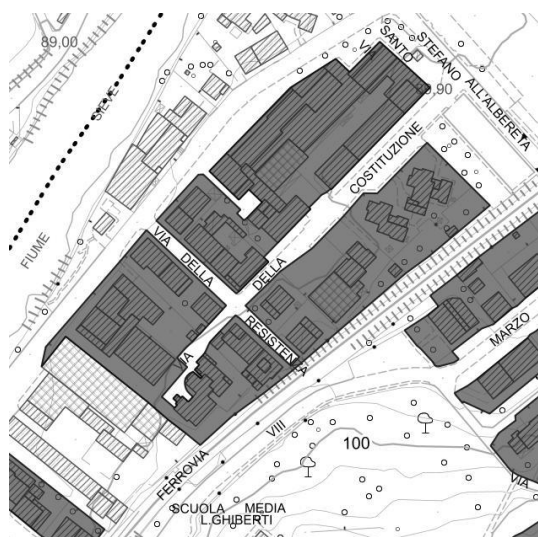 89,00
SIEVE
FIUME
VIA
SANTO
STEFANO ALL'ALBERETA
89,90
COSTITUZIONE
DELLA
VIA
DELLA
RESISTENZA
VIA
MARZO
VIII
FERROVIA
100
VIA
SCUOLA MEDIA
L.GHIBERTI